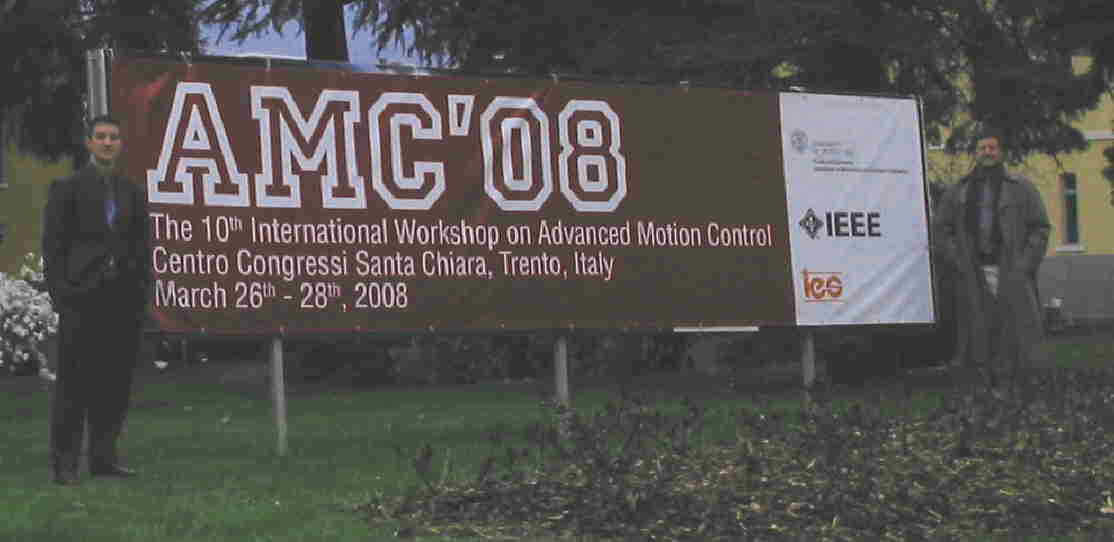 AMC'08
The 10th International Workshop on Advanced Motion Control
Centro Congressi Santa Chiara, Trento, Italy
March 26th - 28th, 2008
IEEE
ies